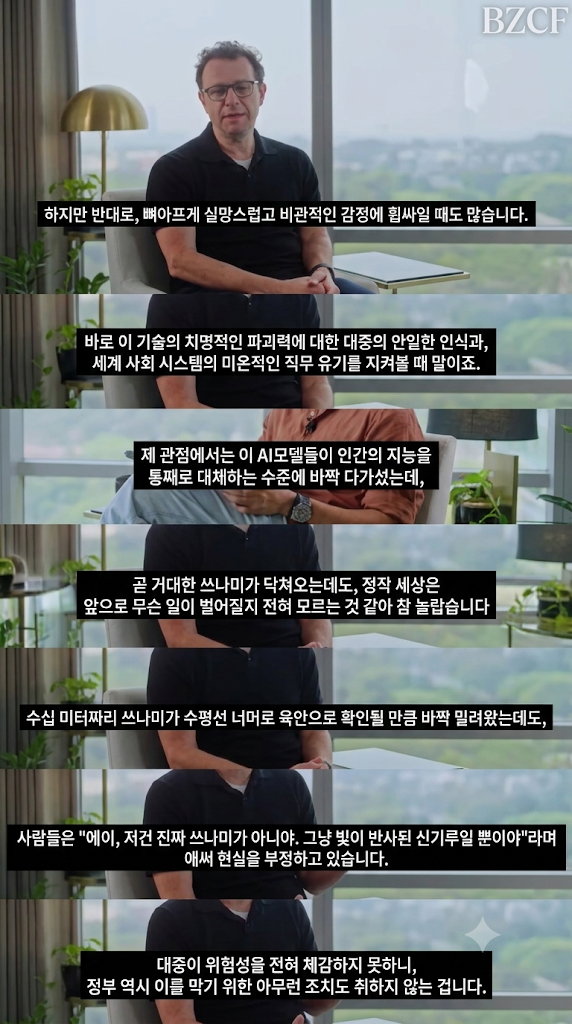 BZCF
하지만 반대로, 뼈아프게 실망스럽고 비관적인 감정에 휩싸일 때도 많습니다.
바로 이 기술의 치명적인 파괴력에 대한 대중의 안일한 인식과,
세계 사회 시스템의 미온적인 직무 유기를 지켜볼 때 말이죠.
제 관점에서는 이 AI모델들이 인간의 지능을
통째로 대체하는 수준에 바짝 다가섰는데,
곧 거대한 쓰나미가 닥쳐오는데도, 정작 세상은
앞으로 무슨 일이 벌어질지 전혀 모르는 것 같아 참 놀랍습니다
수십 미터짜리 쓰나미가 수평선 너머로 육안으로 확인될 만큼 바짝 밀려왔는데도,
사람들은 "에이, 저건 진짜 쓰나미가 아니야. 그냥 빛이 반사된 신기루일 뿐이야"라며
애써 현실을 부정하고 있습니다.
대중이 위험성을 전혀 체감하지 못하니,
정부 역시 이를 막기 위한 아무런 조치도 취하지 않는 겁니다.